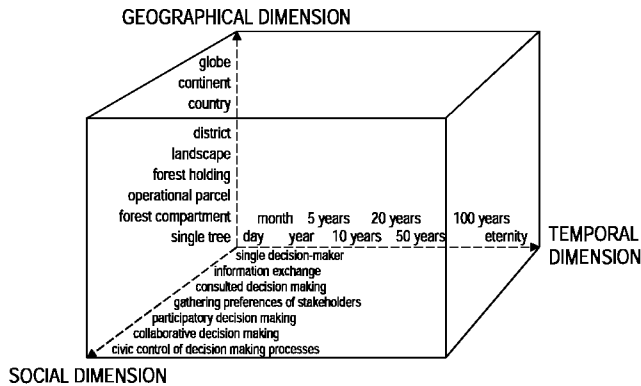 GEOGRAPHICAL DIMENSION
globe
continent
country
district
landscape
forest holding
operational parcel
forest compartment
single tree
month 5 years 20 years 100 years
day year 10 years 50 years eternity
TEMPORAL
DIMENSION
single decision-maker
information exchange
consulted decision making
gathering preferences of stakeholders
participatory decision making
collaborative decision making
civic control of decision making processes
SOCIAL DIMENSION